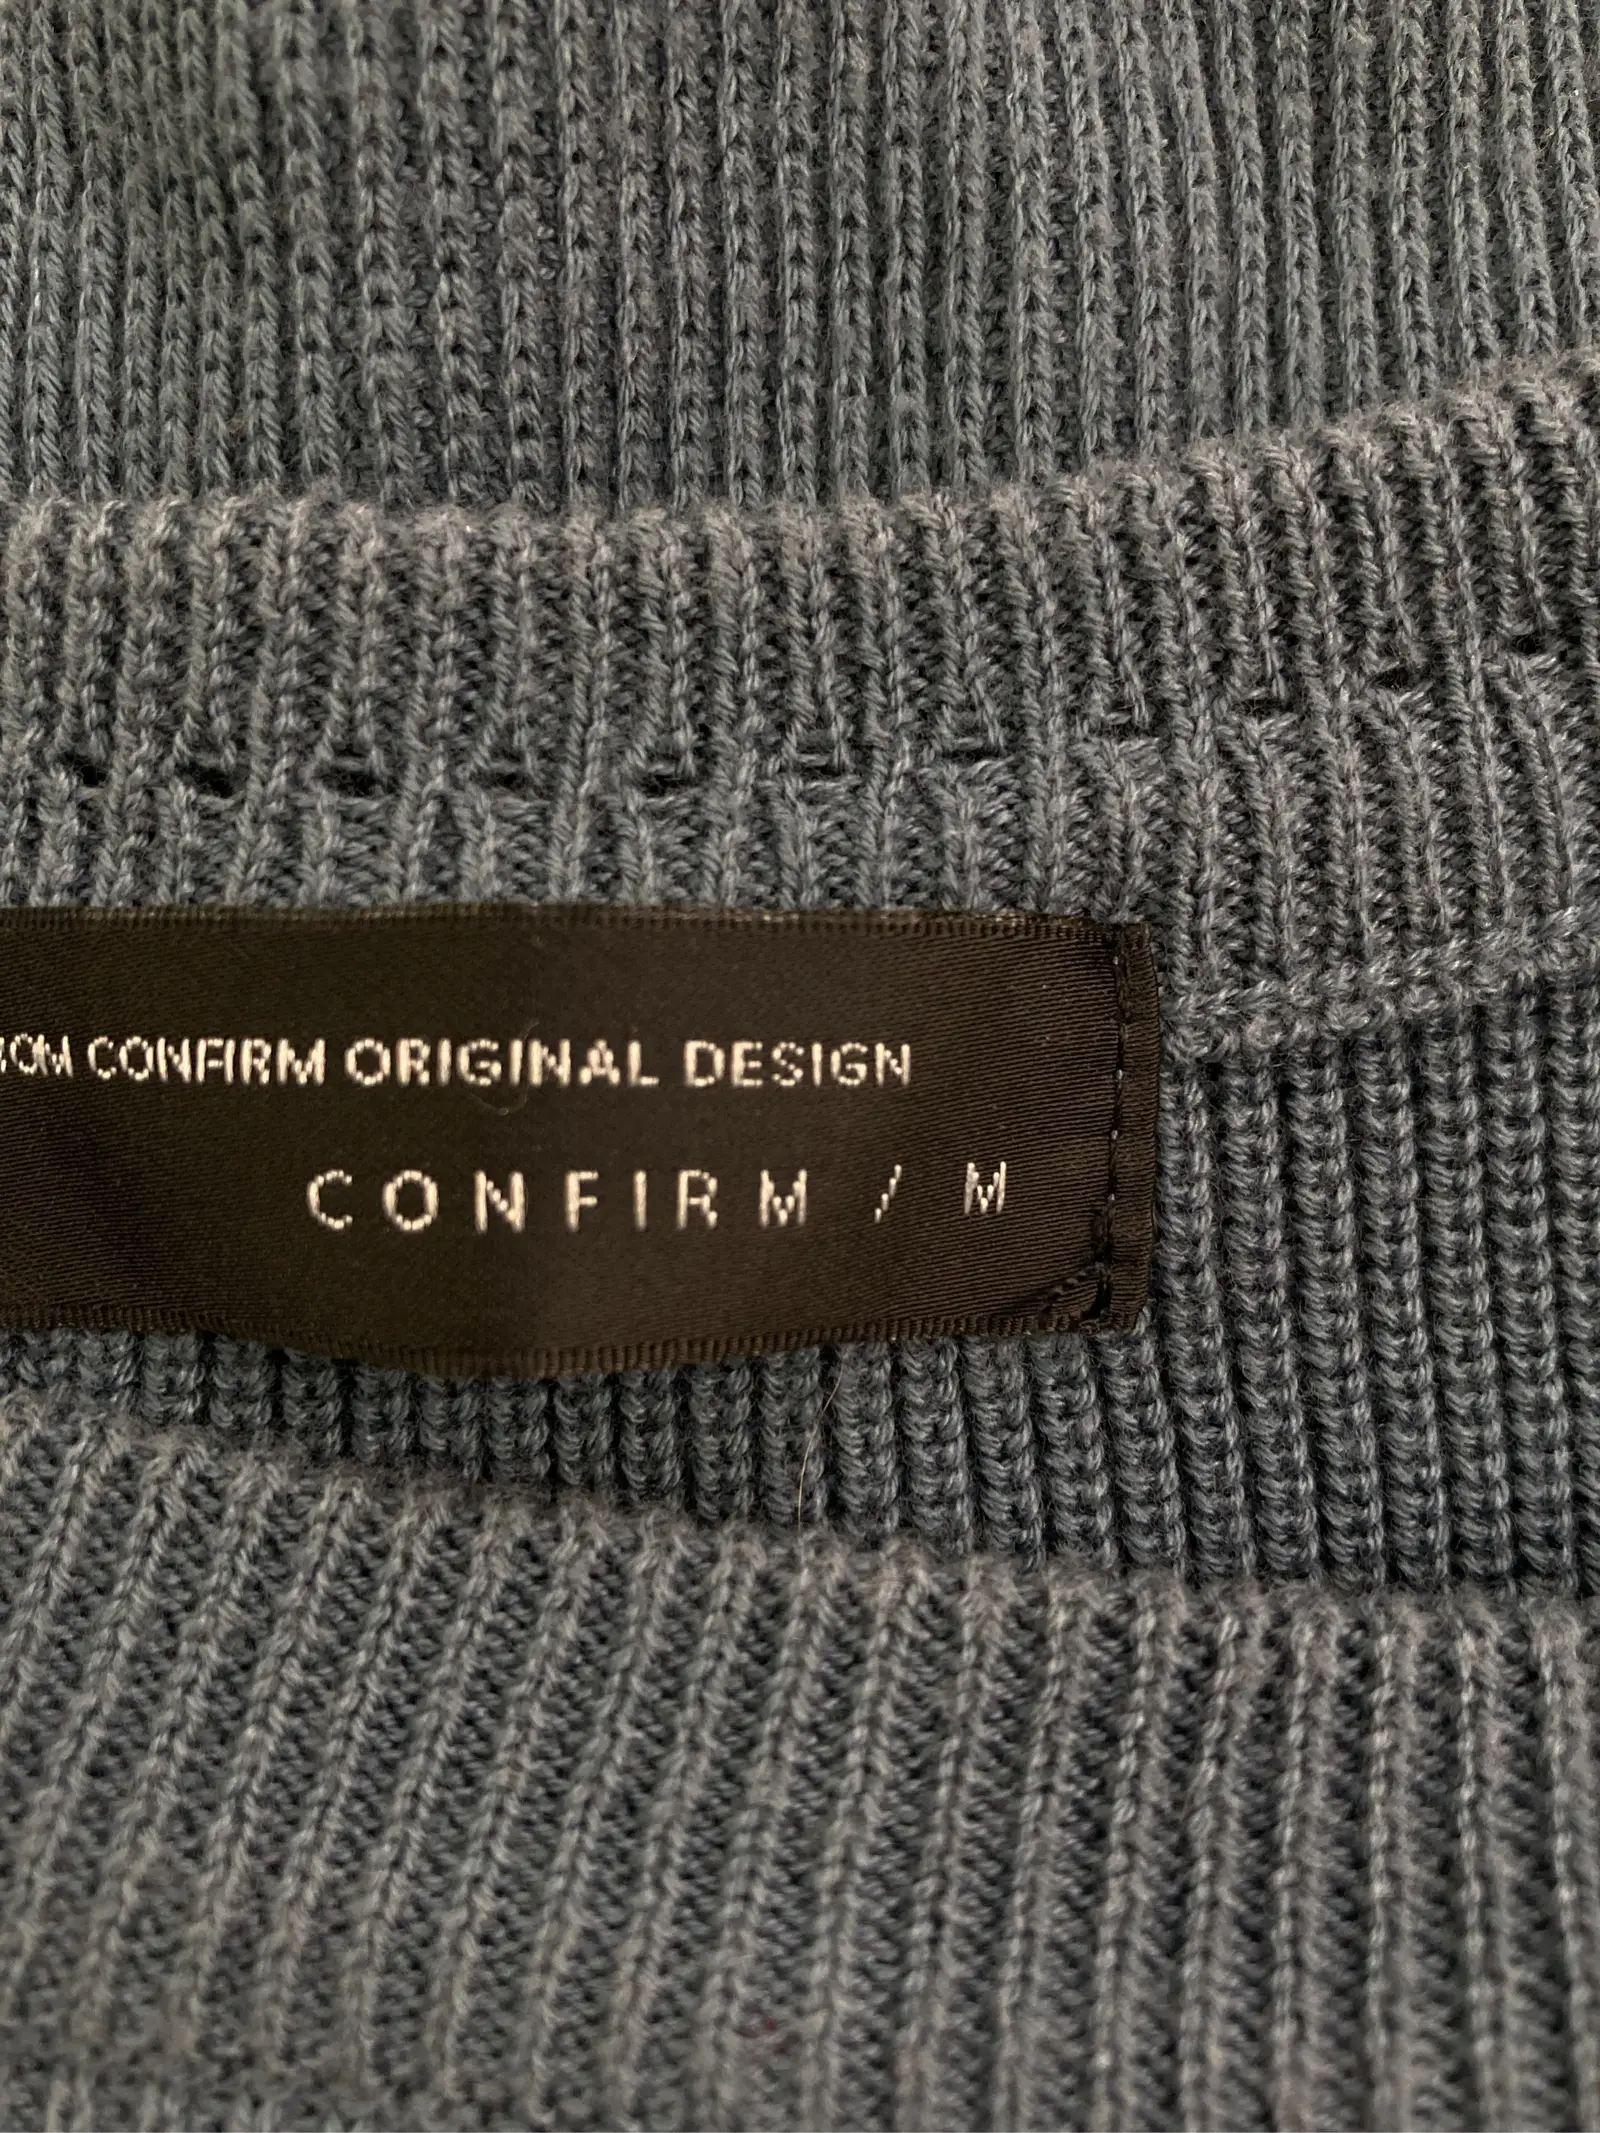 CONFIRM ORIGINAL DESIGN
CONFIRM / M